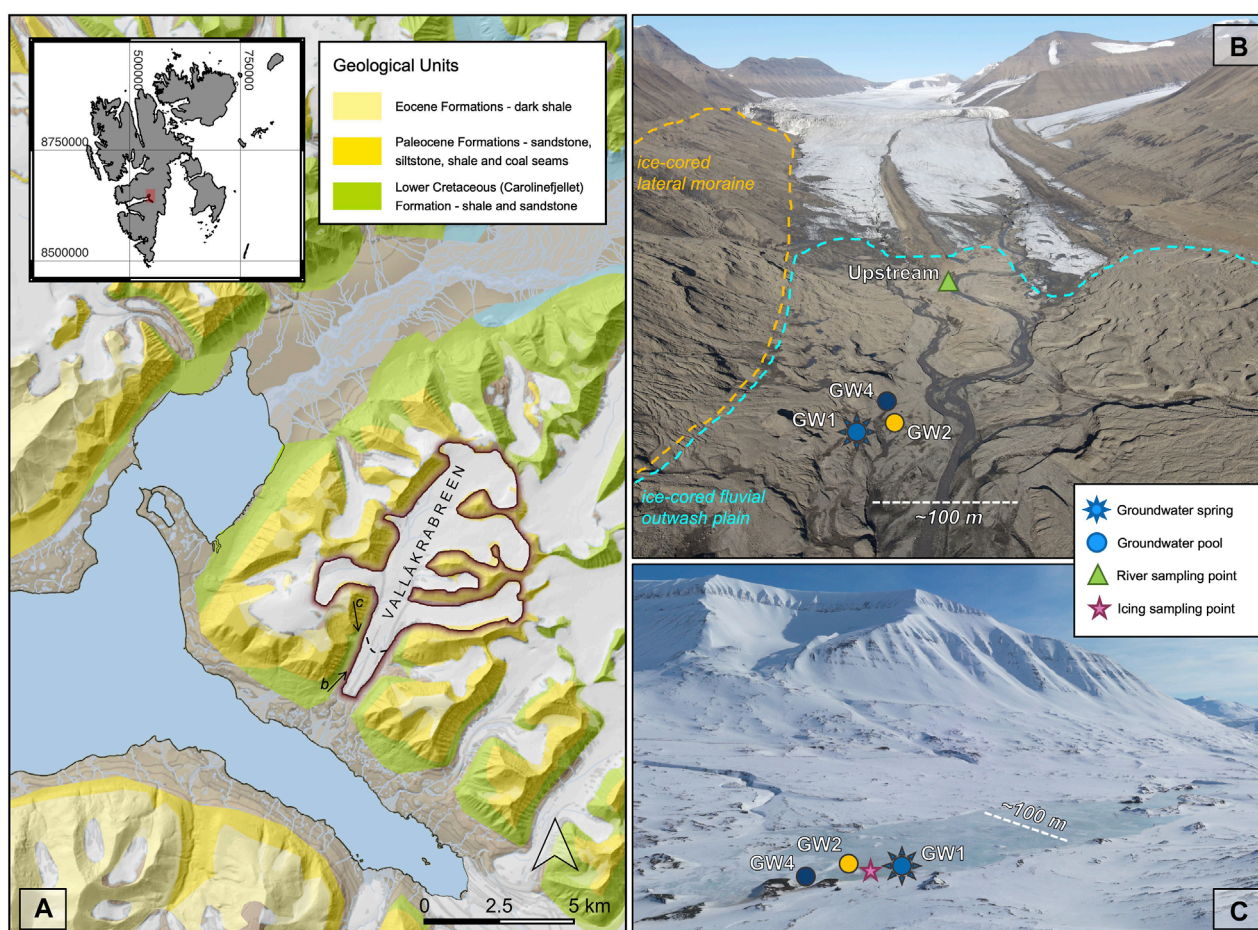 500000
750000
8750000
8500000
Geological Units
Eocene Formations - dark shale
Paleocene Formations - sandstone,
siltstone, shale and coal seams
Lower Cretaceous (Carolinefjellet)
Formation - shale and sandstone
VALLÅKRABREEN
c
b
A
0 2.5 5 km
B
ice-cored
lateral moraine
Upstream
GW4
GW1
GW2
ice-cored fluvial
outwash plain
~100 m
Groundwater spring
Groundwater pool
River sampling point
Icing sampling point
~100 m
GW2
GW4
GW1
C